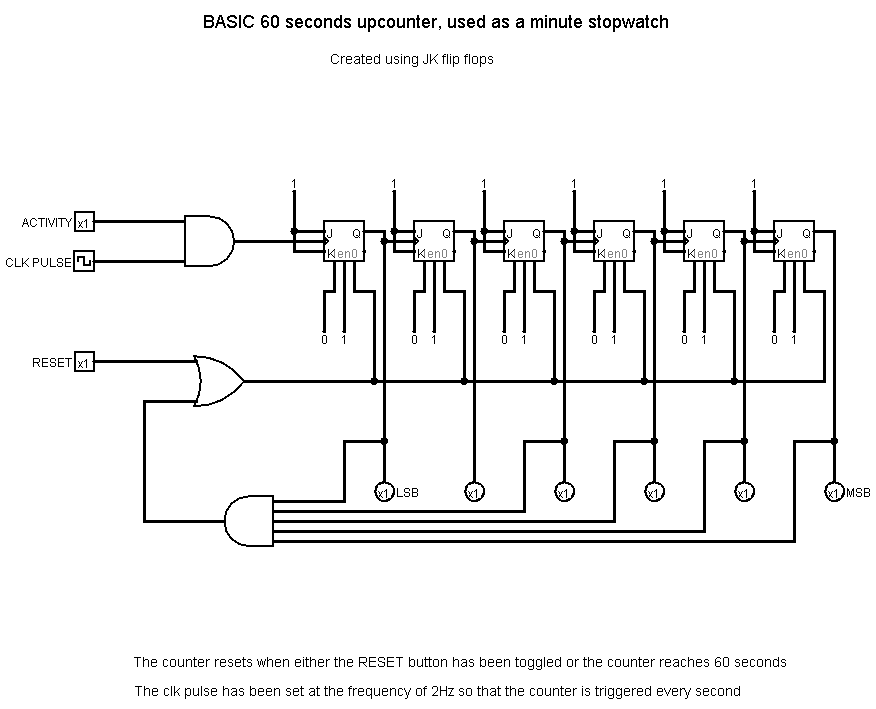 BASIC 60 seconds upcounter, used as a minute stopwatch
Created using JK flip flops
1 1 1 1 1 1
ACTIVITY x1
CLK PULSE
J Q J Q J Q J Q J Q J Q
K en0 K en0 K en0 K en0 K en0 K en0
0 1 0 1 0 1 0 1 0 1 0 1
RESET x1
x1 LSB x1 x1 x1 x1 x1 MSB
The counter resets when either the RESET button has been toggled or the counter reaches 60 seconds
The clk pulse has been set at the frequency of 2Hz so that the counter is triggered every second